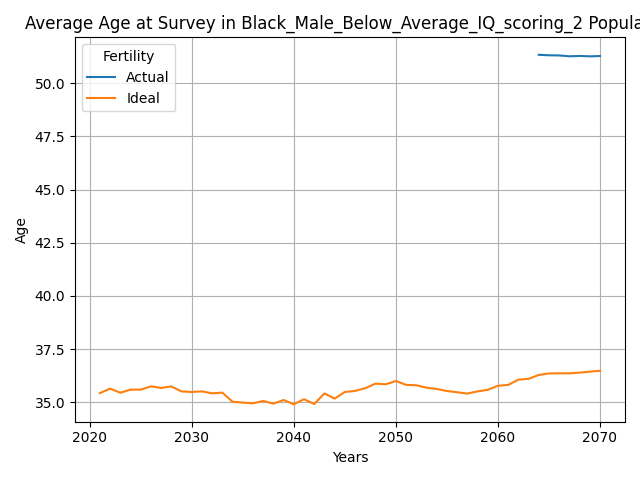 Average Age at Survey in Black_Male_Below_Average_IQ_scoring_2 Popula
Fertility
Actual
Ideal
50.0
47.5
45.0
42.5
40.0
37.5
35.0
Age
2020 2030 2040 2050 2060 2070
Years